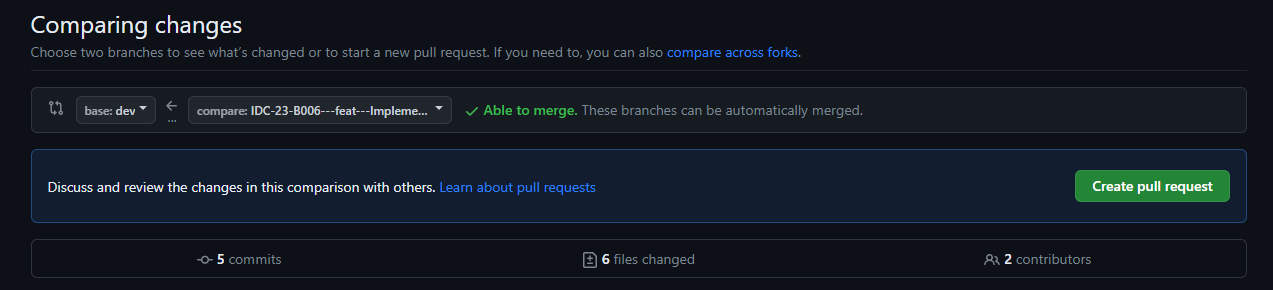 Comparing changes
Choose two branches to see what's changed or to start a new pull request. If you need to, you can also compare across forks.
base: dev ... compare: IDC-23-B006---feat---Impleme... Able to merge. These branches can be automatically merged.
Discuss and review the changes in this comparison with others. Learn about pull requests Create pull request
5 commits 6 files changed 2 contributors